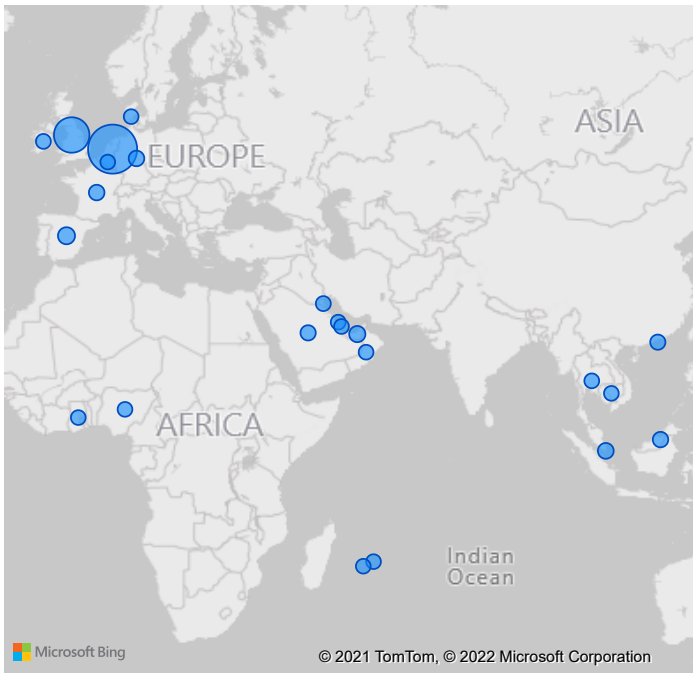 ASIA
EUROPE
AFRICA
Indian
Ocean
Microsoft Bing
© 2021 TomTom, © 2022 Microsoft Corporation